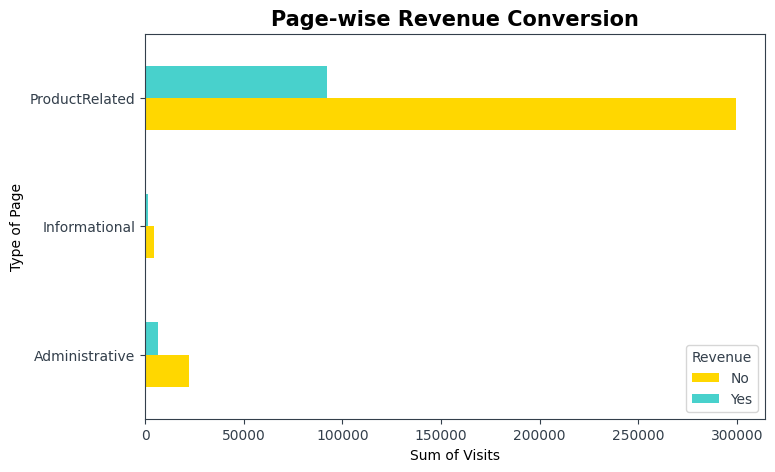 Page-wise Revenue Conversion
ProductRelated
Informational
Administrative
Type of Page
0 50000 100000 150000 200000 250000 300000
Sum of Visits
Revenue
No
Yes